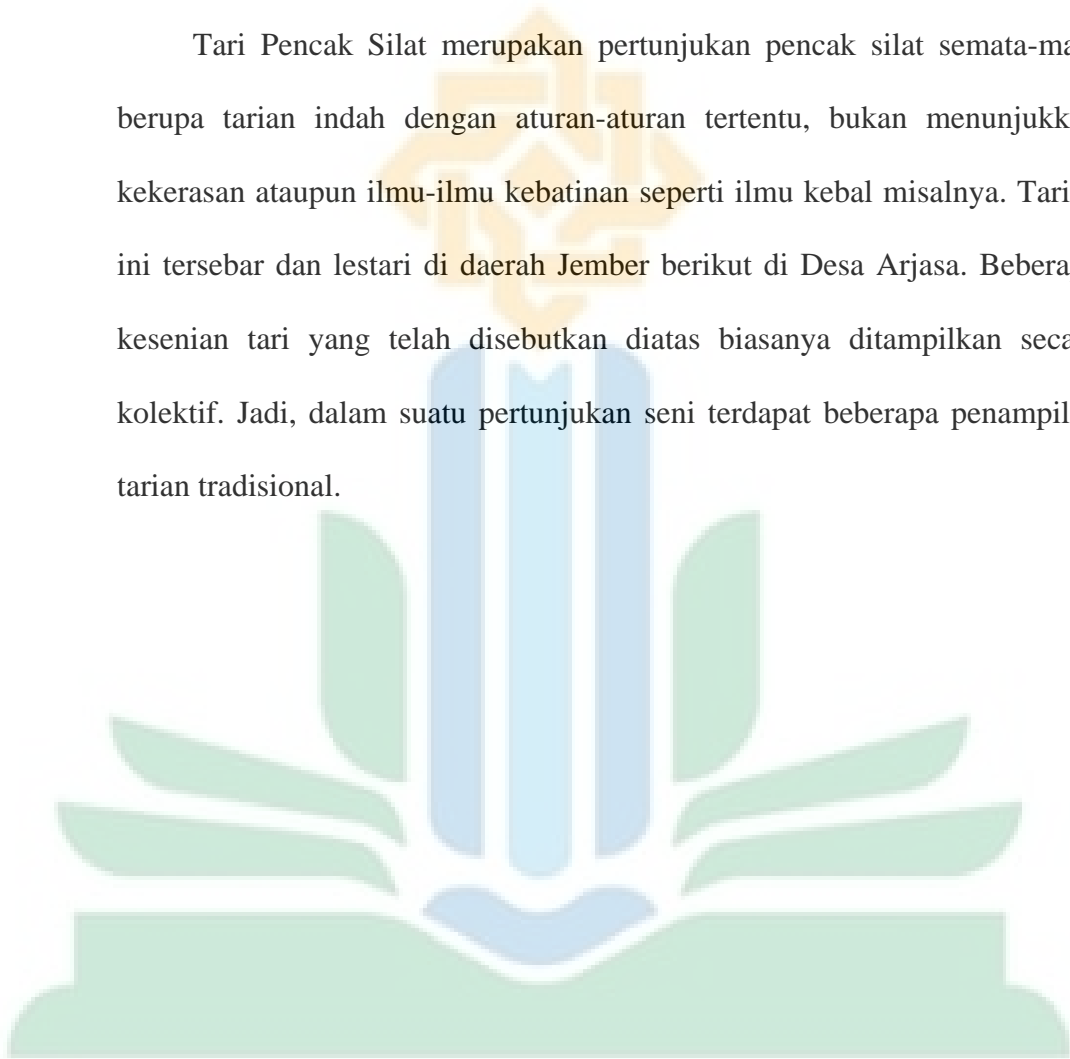 Tari Pencak Silat merupakan pertunjukan pencak silat semata-ma
berupa tarian indah dengan aturan-aturan tertentu, bukan menunjukk
kekerasan ataupun ilmu-ilmu kebatinan seperti ilmu kebal misalnya. Tari
ini tersebar dan lestari di daerah Jember berikut di Desa Arjasa. Bebera
kesenian tari yang telah disebutkan diatas biasanya ditampilkan seca
kolektif. Jadi, dalam suatu pertunjukan seni terdapat beberapa penampil
tarian tradisional.